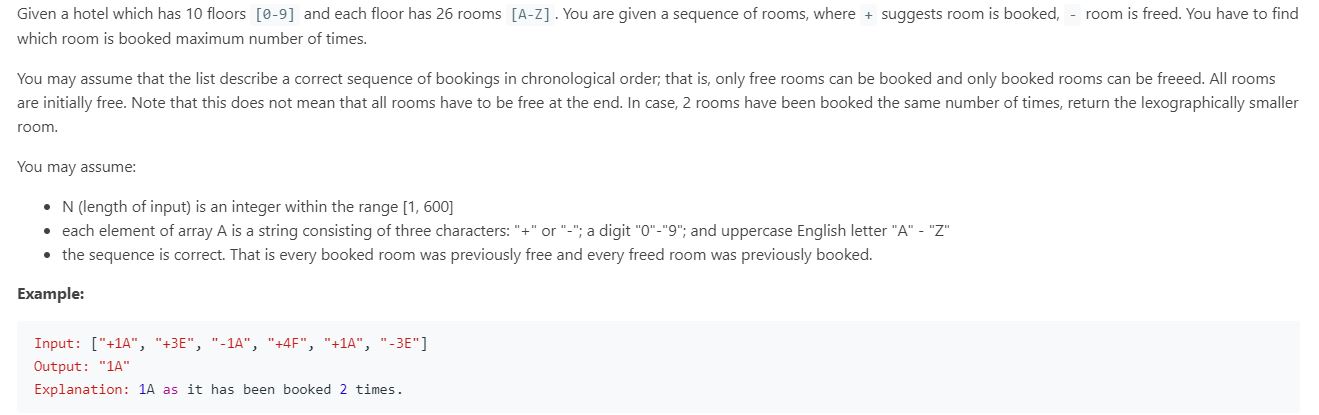 Given a hotel which has 10 floors [0-9] and each floor has 26 rooms [A-Z] . You are given a sequence of rooms, where + suggests room is booked, - room is freed. You have to find
which room is booked maximum number of times.
You may assume that the list describe a correct sequence of bookings in chronological order; that is, only free rooms can be booked and only booked rooms can be freeed. All rooms
are initially free. Note that this does not mean that all rooms have to be free at the end. In case, 2 rooms have been booked the same number of times, return the lexographically smaller
room.
You may assume:
• N (length of input) is an integer within the range [1, 600]
• each element of array A is a string consisting of three characters: "+" or "-"; a digit "0"-"9"; and uppercase English letter "A" - "Z"
• the sequence is correct. That is every booked room was previously free and every freed room was previously booked.
Example:
Input: ["+1A", "+3E", "-1A", "+4F", "+1A", "-3E"]
Output: "1A"
Explanation: 1A as it has been booked 2 times.